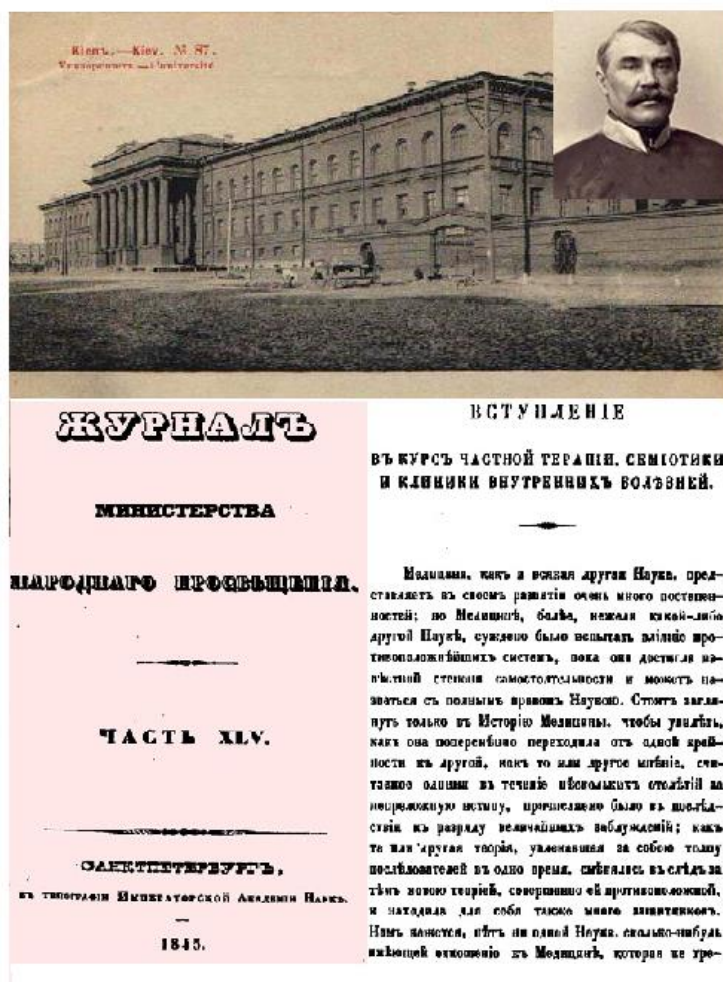 Кіевъ.—Kiev. № 87.
Университетъ — L'université
ЖУРНАЛЪ
МИНИСТЕРСТВА
НАРОДНАГО ПРОСВѢЩЕНІЯ.
ЧАСТЬ XLV.
САНКТПЕТЕРБУРГЪ,
въ типографіи Императорской Академіи Наукъ.
1845.
ВСТУПЛЕНІЕ
ВЪ КУРСЪ ЧАСТНОЙ ТЕРАПІИ, СЕМІОТИКИ
И КЛИНИКИ ВНУТРЕННИХЪ БОЛѢЗНЕЙ.
Медицина, какъ и всякая другая Наука, пред-
ставляетъ въ своемъ развитіи очень много постепен-
ностей; но Медицинѣ, болѣе, нежели какой-либо
другой Наукѣ, суждено было испытать вліяніе про-
тивоположнѣйшихъ системъ, пока она достигла из-
вѣстной степени самостоятельности и можетъ на-
зваться съ полнымъ правомъ Наукою. Стоитъ загля-
нуть только въ Исторію Медицины, чтобы увидѣть,
какъ она поперемѣнно переходила отъ одной край-
ности къ другой, какъ то или другое мнѣніе, счи-
таемое одними въ теченіе нѣсколькихъ столѣтій за
непреложную истину, причислено было въ послѣд-
ствіи къ разряду величайшихъ заблужденій; какъ
та или другая теорія, увлекавшая за собою толпу
послѣдователей въ одно время, смѣнялась въ слѣдъ за
тѣмъ новою теоріей, совершенно ей противоположной,
и находила для себя также много защитниковъ.
Намъ кажется, нѣтъ ни одной Науки, сколько-нибудь
имѣющей отношеніе къ Медицинѣ, которая не тре-